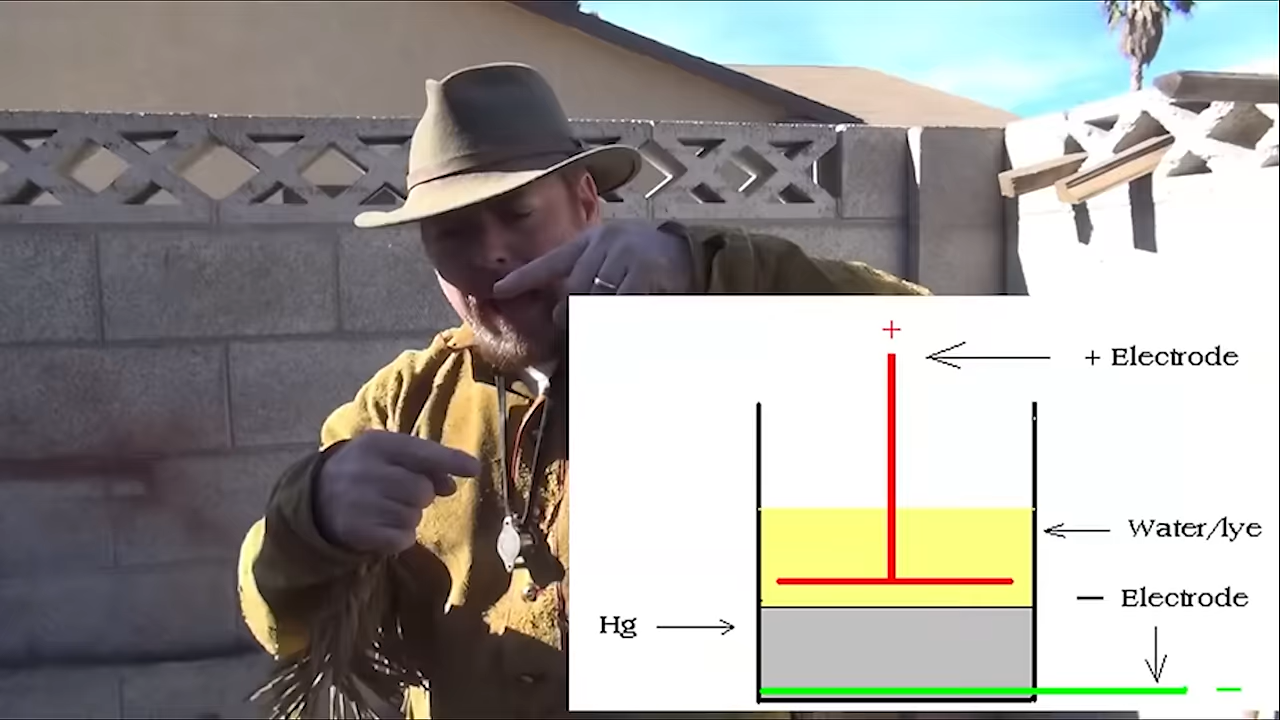 +
+ Electrode
Water/lye
− Electrode
Hg
−